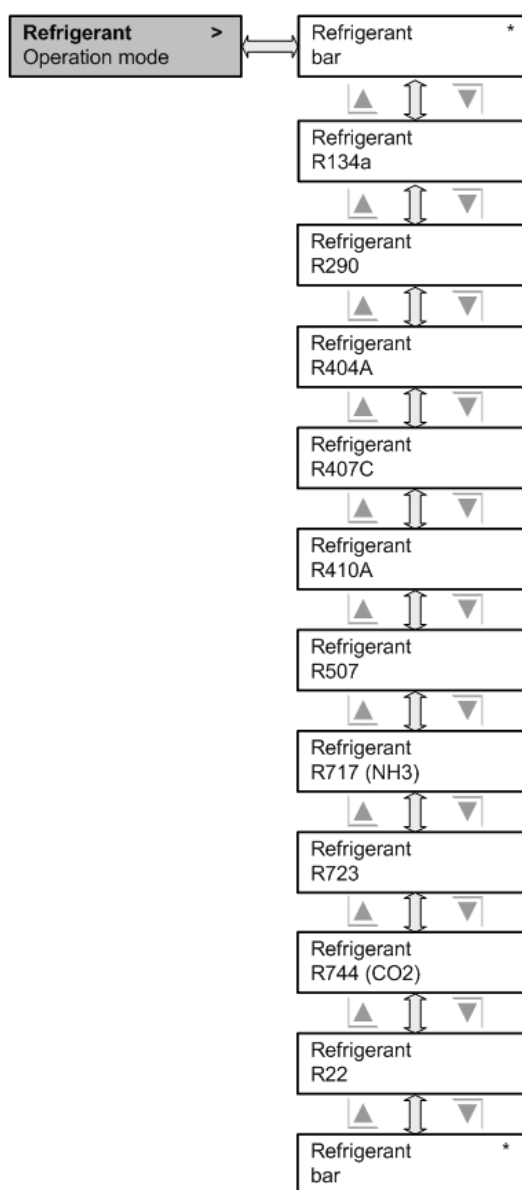 Refrigerant >
Operation mode
Refrigerant *
bar
Refrigerant
R134a
Refrigerant
R290
Refrigerant
R404A
Refrigerant
R407C
Refrigerant
R410A
Refrigerant
R507
Refrigerant
R717 (NH3)
Refrigerant
R723
Refrigerant
R744 (CO2)
Refrigerant
R22
Refrigerant *
bar